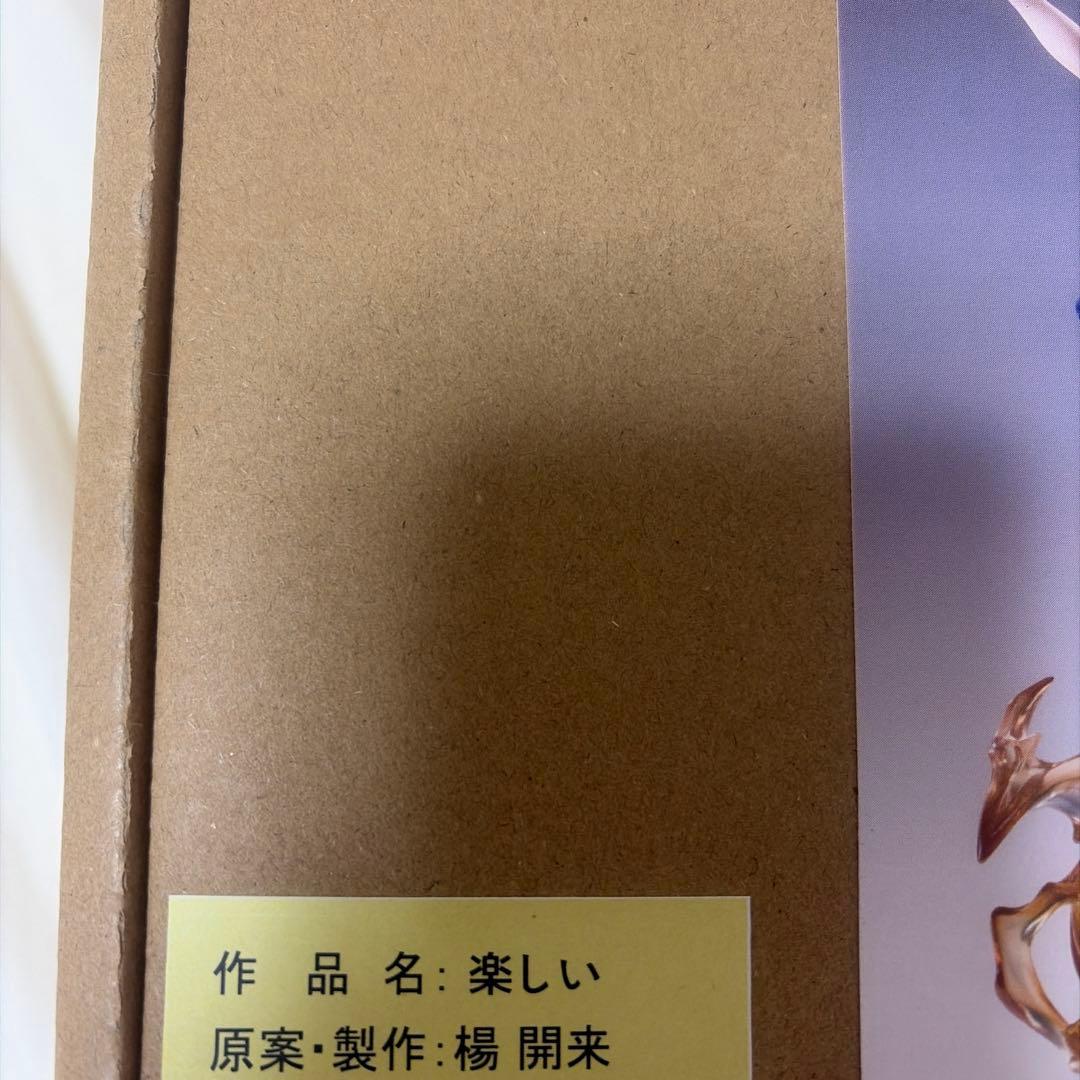 作 品 名: 楽しい
原案・製作: 楊 開来